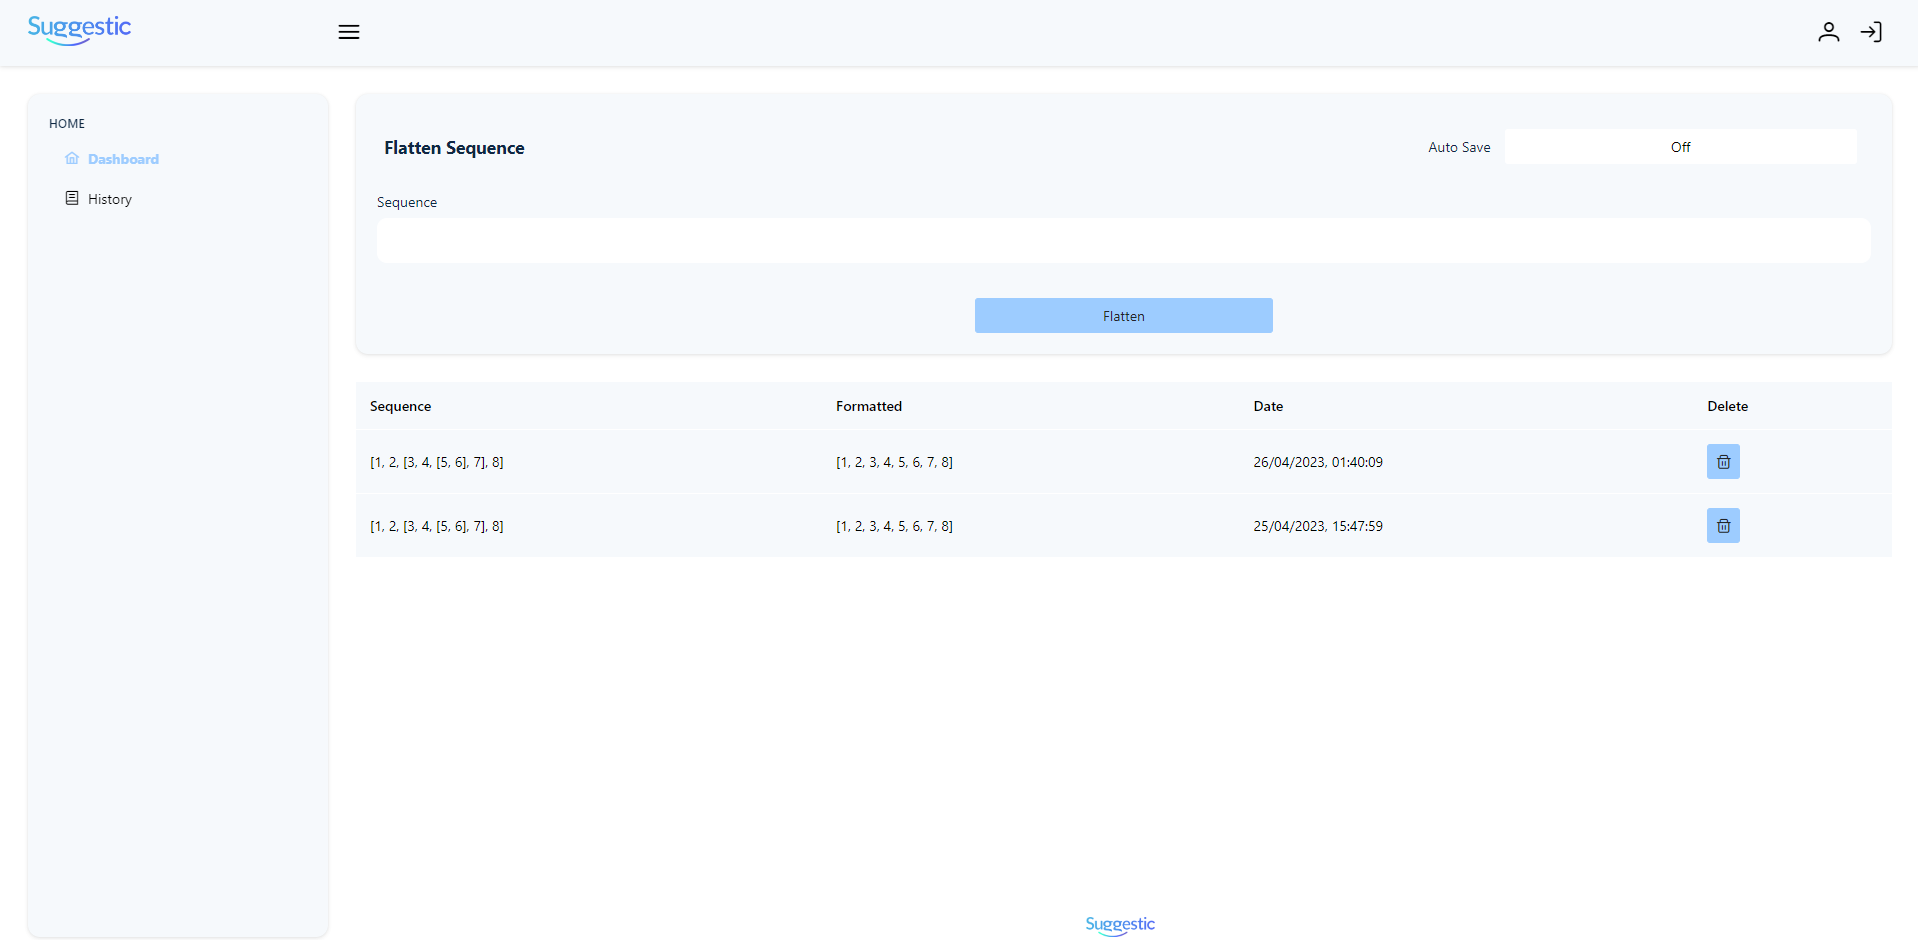 Suggestic
HOME
Dashboard
History
Flatten Sequence
Auto Save Off
Sequence
Flatten
Sequence Formatted Date Delete
[1, 2, [3, 4, [5, 6], 7], 8] [1, 2, 3, 4, 5, 6, 7, 8] 26/04/2023, 01:40:09
[1, 2, [3, 4, [5, 6], 7], 8] [1, 2, 3, 4, 5, 6, 7, 8] 25/04/2023, 15:47:59
Suggestic